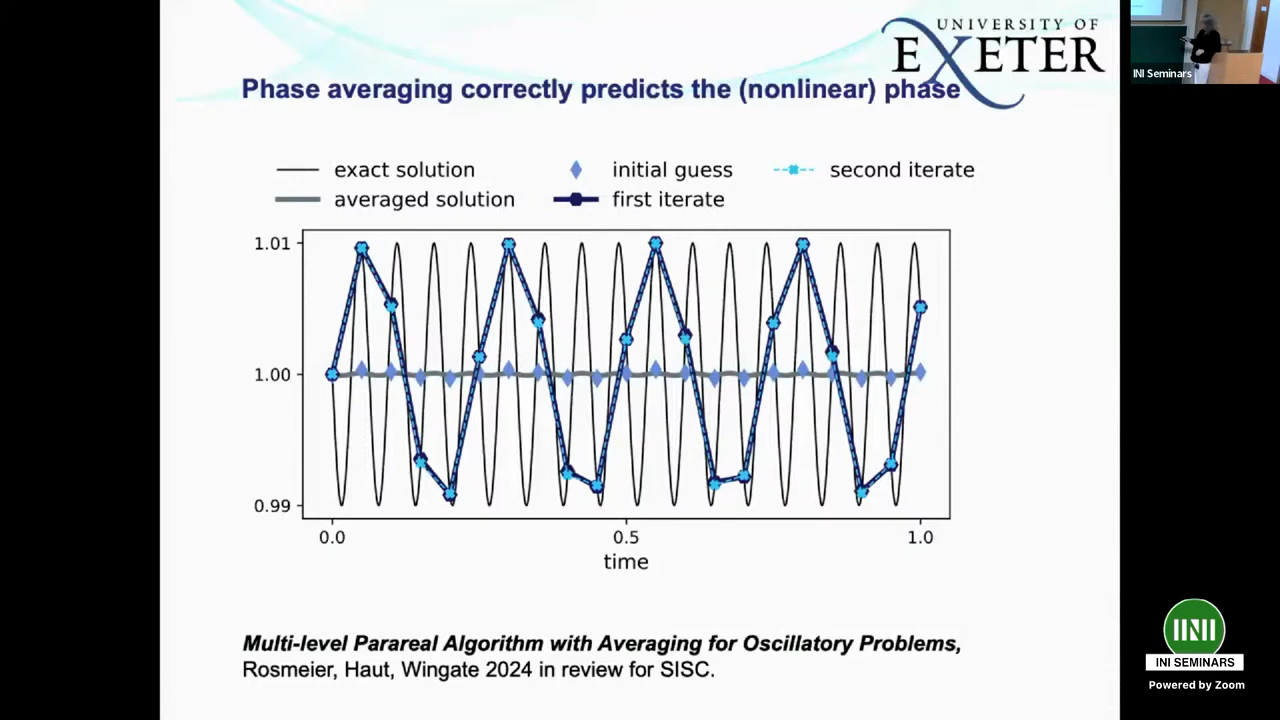 UNIVERSITY OF
EXETER
Phase averaging correctly predicts the (nonlinear) phase
exact solution
initial guess
second iterate
averaged solution
first iterate
1.01
1.00
0.99
0.0
0.5
1.0
time
Multi-level Parareal Algorithm with Averaging for Oscillatory Problems,
Rosmeier, Haut, Wingate 2024 in review for SISC.
INI Seminars
INI
INI SEMINARS
Powered by Zoom